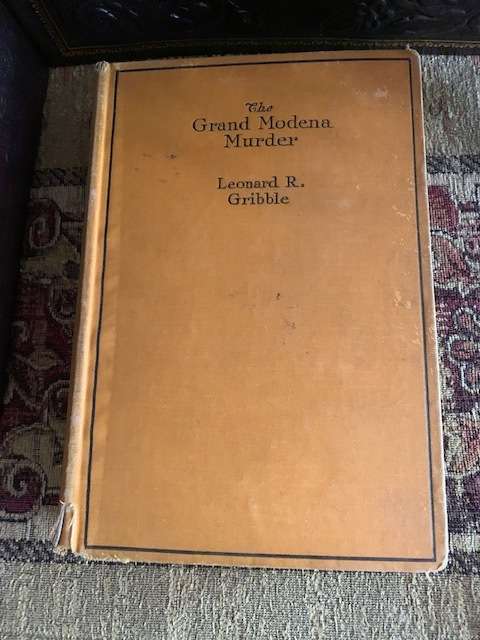 The
Grand Modena
Murder
Leonard R.
Gribble